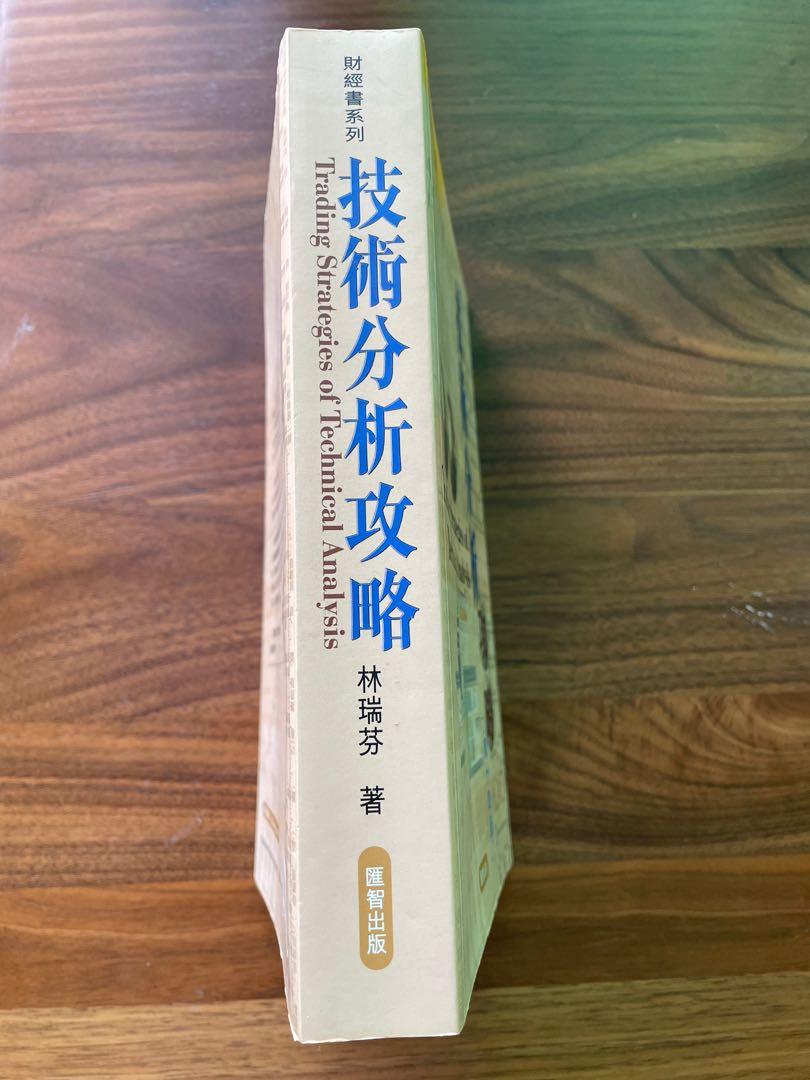 財經書系列
技術分析攻略
Trading Strategies of Technical Analysis
林瑞芬 著
匯智出版